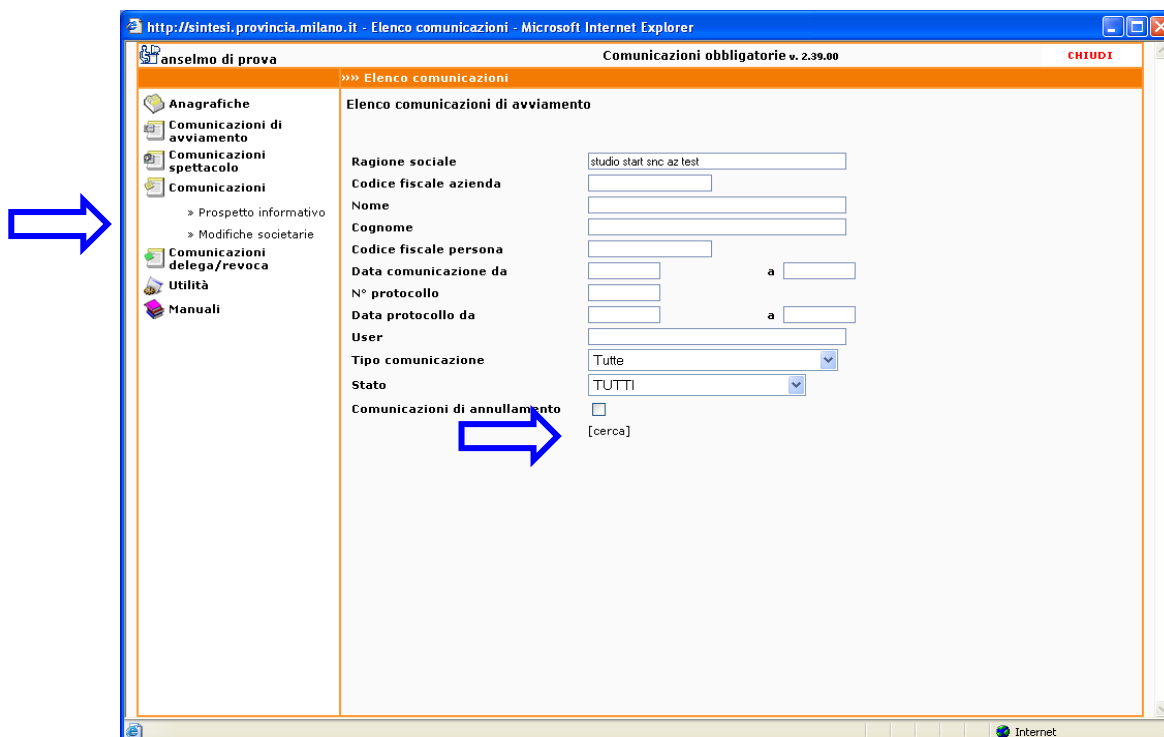 http://sintesi.provincia.milano.it - Elenco comunicazioni - Microsoft Internet Explorer
anselmo di prova
Comunicazioni obbligatorie v. 2.39.00
CHIUDI
»»» Elenco comunicazioni
Anagrafiche
Comunicazioni di
avviamento
Comunicazioni
spettacolo
Comunicazioni
» Prospetto informativo
» Modifiche societarie
Comunicazioni
delega/revoca
Utilità
Manuali
Elenco comunicazioni di avviamento
Ragione sociale studio start snc az test
Codice fiscale azienda
Nome
Cognome
Codice fiscale persona
Data comunicazione da a
N° protocollo
Data protocollo da a
User
Tipo comunicazione Tutte
Stato TUTTI
Comunicazioni di annullamento
[cerca]
Internet